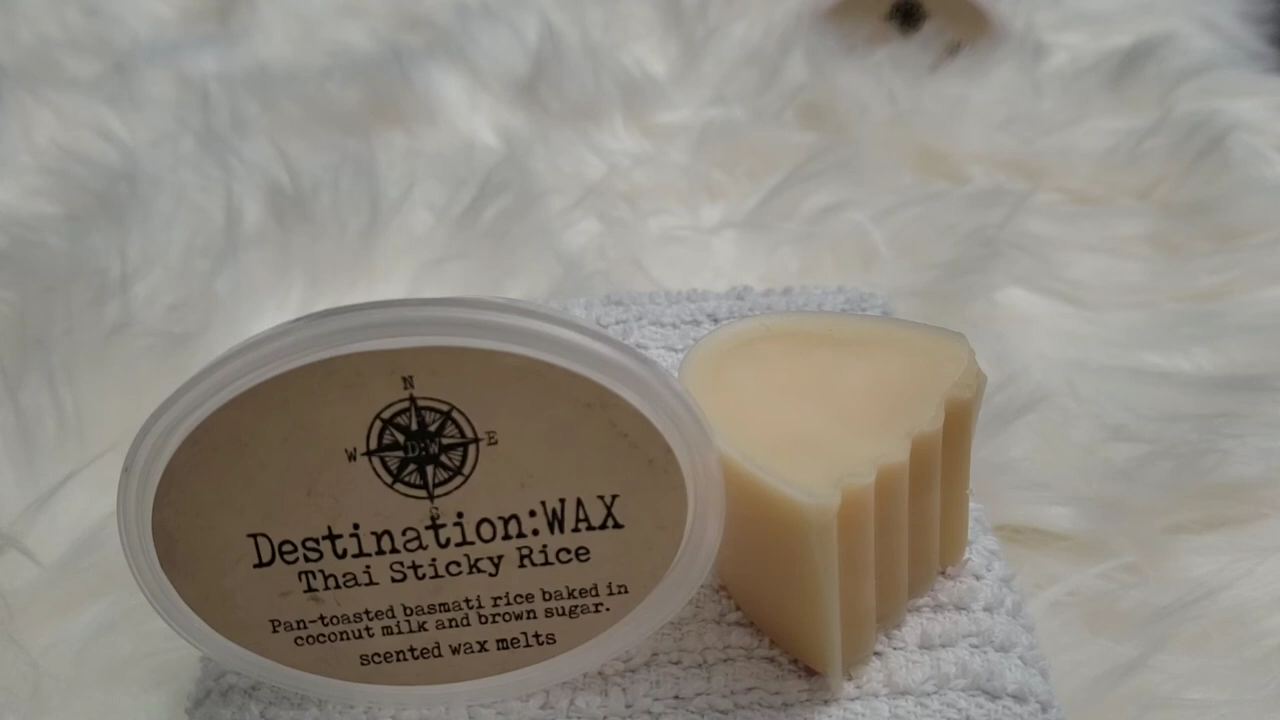 N
W D:W E
S
Destination:WAX
Thai Sticky Rice
Pan-toasted basmati rice baked in
coconut milk and brown sugar.
scented wax melts